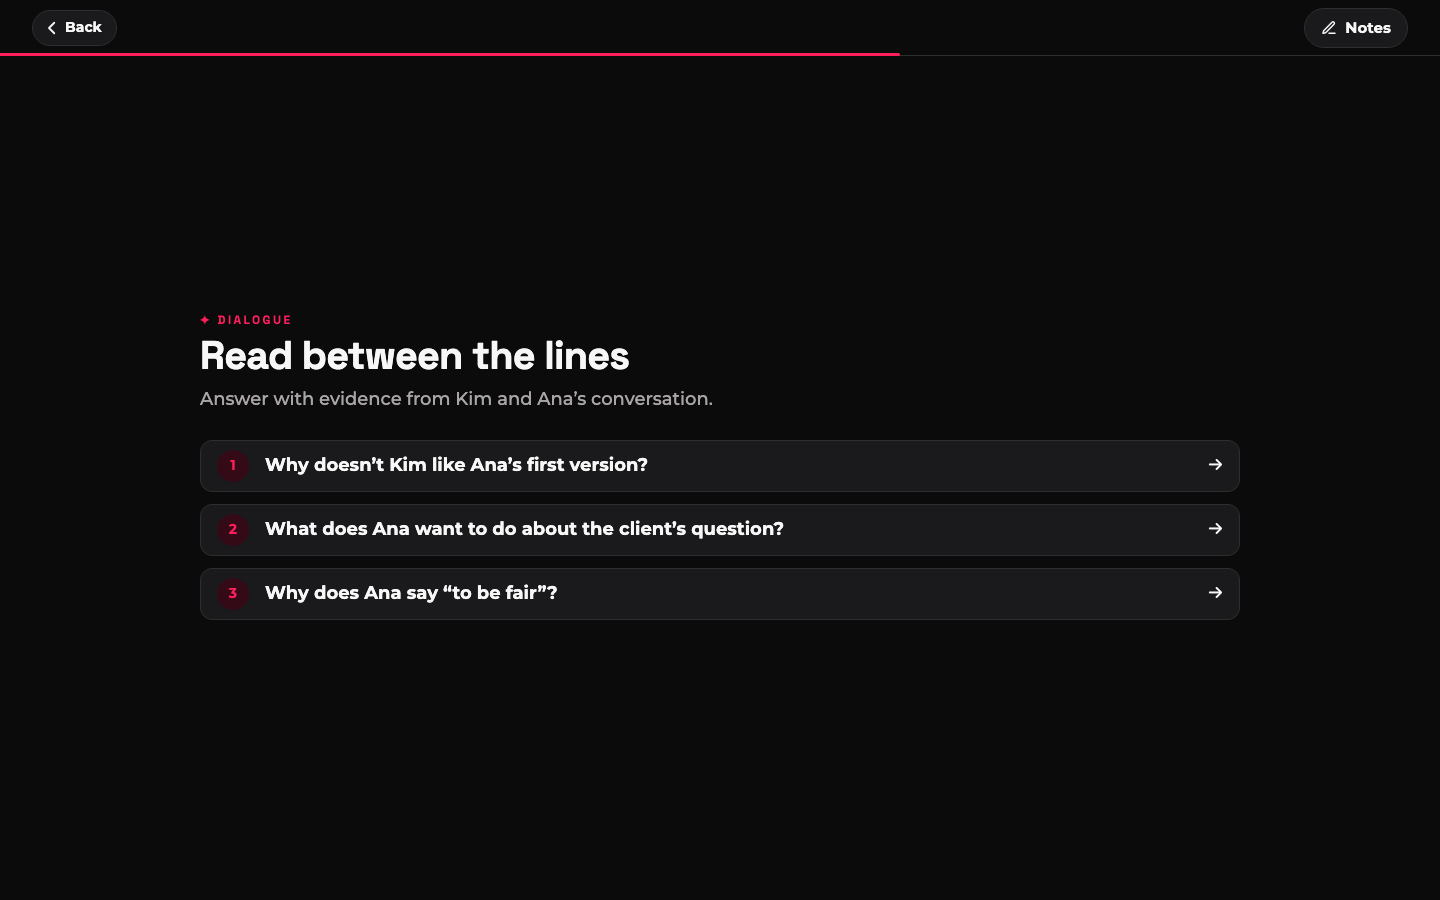 Back
Notes
✦ DIALOGUE
Read between the lines
Answer with evidence from Kim and Ana’s conversation.
1 Why doesn’t Kim like Ana’s first version? →
2 What does Ana want to do about the client’s question? →
3 Why does Ana say “to be fair”? →